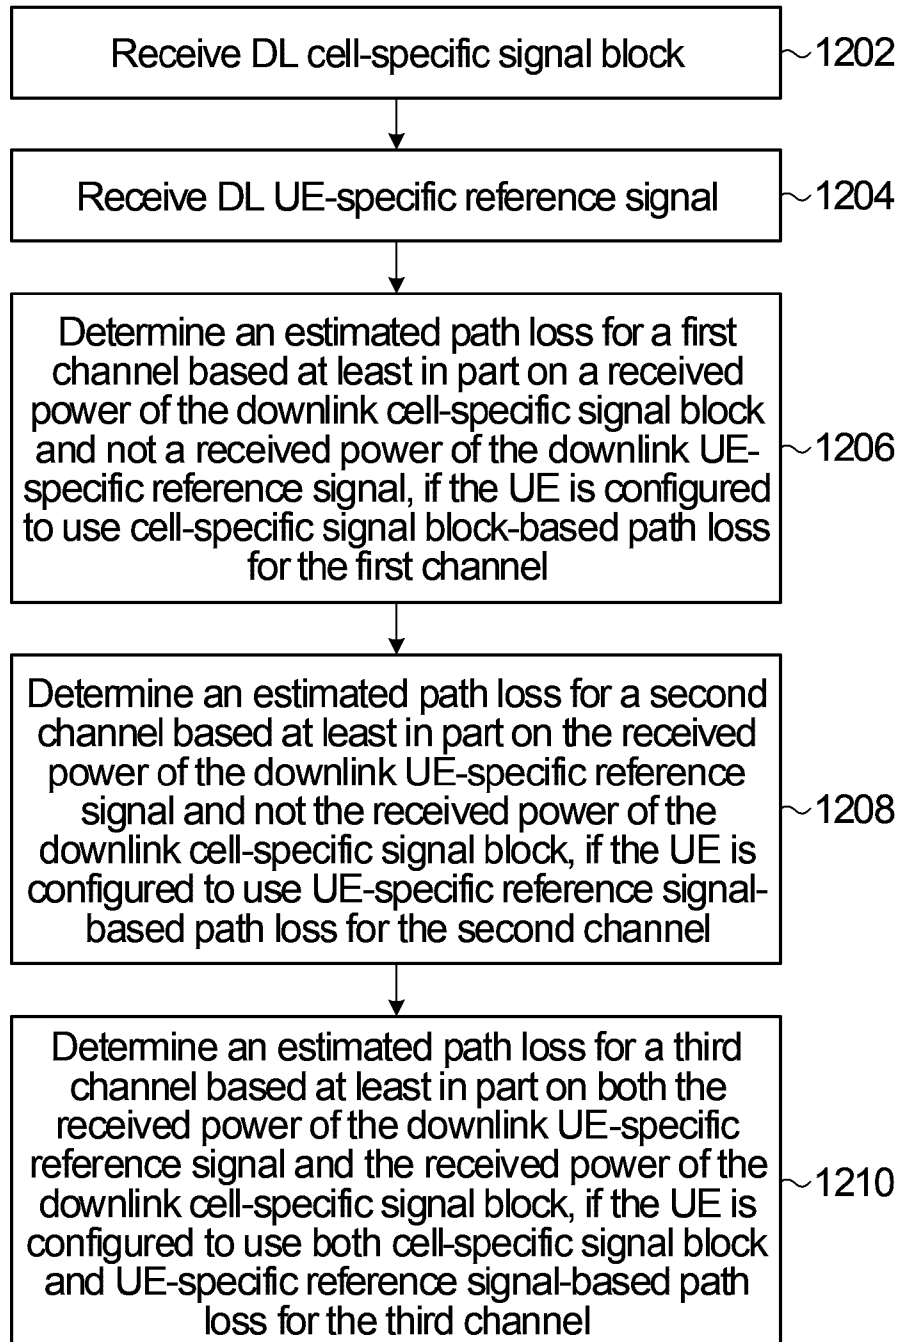 Receive DL cell-specific signal block
1202
Receive DL UE-specific reference signal
1204
Determine an estimated path loss for a first
channel based at least in part on a received
power of the downlink cell-specific signal block
and not a received power of the downlink UE-
specific reference signal, if the UE is configured
to use cell-specific signal block-based path loss
for the first channel
1206
Determine an estimated path loss for a second
channel based at least in part on the received
power of the downlink UE-specific reference
signal and not the received power of the
downlink cell-specific signal block, if the UE is
configured to use UE-specific reference signal-
based path loss for the second channel
1208
Determine an estimated path loss for a third
channel based at least in part on both the
received power of the downlink UE-specific
reference signal and the received power of the
downlink cell-specific signal block, if the UE is
configured to use both cell-specific signal block
and UE-specific reference signal-based path
loss for the third channel
1210